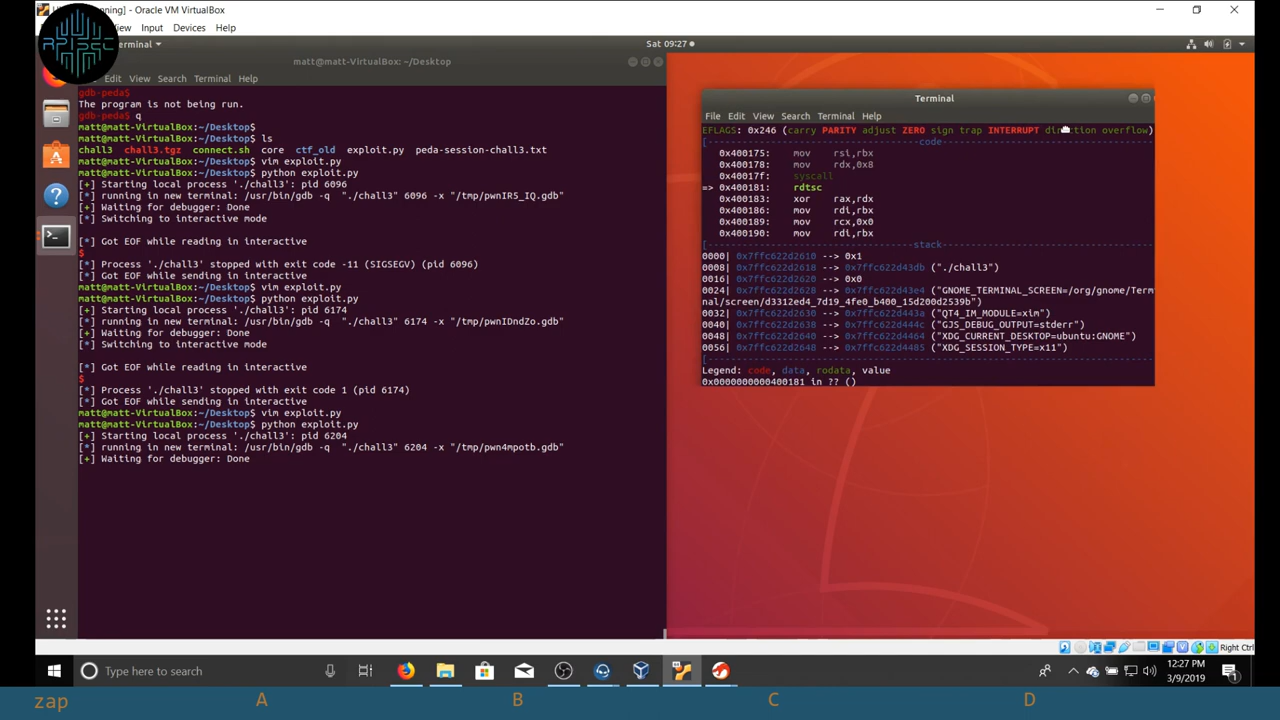 nning] - Oracle VM VirtualBox
View Input Devices Help
RPISEC
erminal
Sat 09:27
matt@matt-VirtualBox: ~/Desktop
Edit View Search Terminal Help
gdb-peda$
The program is not being run.
gdb-peda$ q
matt@matt-VirtualBox:~/Desktop$
matt@matt-VirtualBox:~/Desktop$ ls
chall3 chall3.tgz connect.sh core ctf_old exploit.py peda-session-chall3.txt
matt@matt-VirtualBox:~/Desktop$ vim exploit.py
matt@matt-VirtualBox:~/Desktop$ python exploit.py
[+] Starting local process './chall3': pid 6096
[*] running in new terminal: /usr/bin/gdb -q "./chall3" 6096 -x "/tmp/pwnIR5_IQ.gdb"
[+] Waiting for debugger: Done
[*] Switching to interactive mode
[*] Got EOF while reading in interactive
$
[*] Process './chall3' stopped with exit code -11 (SIGSEGV) (pid 6096)
[*] Got EOF while sending in interactive
matt@matt-VirtualBox:~/Desktop$ vim exploit.py
matt@matt-VirtualBox:~/Desktop$ python exploit.py
[+] Starting local process './chall3': pid 6174
[*] running in new terminal: /usr/bin/gdb -q "./chall3" 6174 -x "/tmp/pwnIDndZo.gdb"
[+] Waiting for debugger: Done
[*] Switching to interactive mode
[*] Got EOF while reading in interactive
$
[*] Process './chall3' stopped with exit code 1 (pid 6174)
[*] Got EOF while sending in interactive
matt@matt-VirtualBox:~/Desktop$ vim exploit.py
matt@matt-VirtualBox:~/Desktop$ python exploit.py
[+] Starting local process './chall3': pid 6204
[*] running in new terminal: /usr/bin/gdb -q "./chall3" 6204 -x "/tmp/pwn4mpotb.gdb"
[+] Waiting for debugger: Done
Terminal
File Edit View Search Terminal Help
EFLAGS: 0x246 (carry PARITY adjust ZERO sign trap INTERRUPT direction overflow)
[ code
0x400175: mov rsi,rbx
0x400178: mov rdx,0x8
0x40017f: syscall
=> 0x400181: rdtsc
0x400183: xor rax,rdx
0x400186: mov rdi,rbx
0x400189: mov rcx,0x0
0x400190: mov rdi,rbx
[ stack
0000| 0x7ffc622d2610 --> 0x1
0008| 0x7ffc622d2618 --> 0x7ffc622d43db ("./chall3")
0016| 0x7ffc622d2620 --> 0x0
0024| 0x7ffc622d2628 --> 0x7ffc622d43e4 ("GNOME_TERMINAL_SCREEN=/org/gnome/Term
nal/screen/d3312ed4_7d19_4fe0_b400_15d200d2539b")
0032| 0x7ffc622d2630 --> 0x7ffc622d443a ("QT4_IM_MODULE=xim")
0040| 0x7ffc622d2638 --> 0x7ffc622d444c ("GJS_DEBUG_OUTPUT=stderr")
0048| 0x7ffc622d2640 --> 0x7ffc622d4464 ("XDG_CURRENT_DESKTOP=ubuntu:GNOME")
0056| 0x7ffc622d2648 --> 0x7ffc622d4485 ("XDG_SESSION_TYPE=x11")
[
Legend: code, data, rodata, value
0x0000000000400181 in ?? ()
Right Ctrl
Type here to search
12:27 PM
3/9/2019
1
zap A B C D